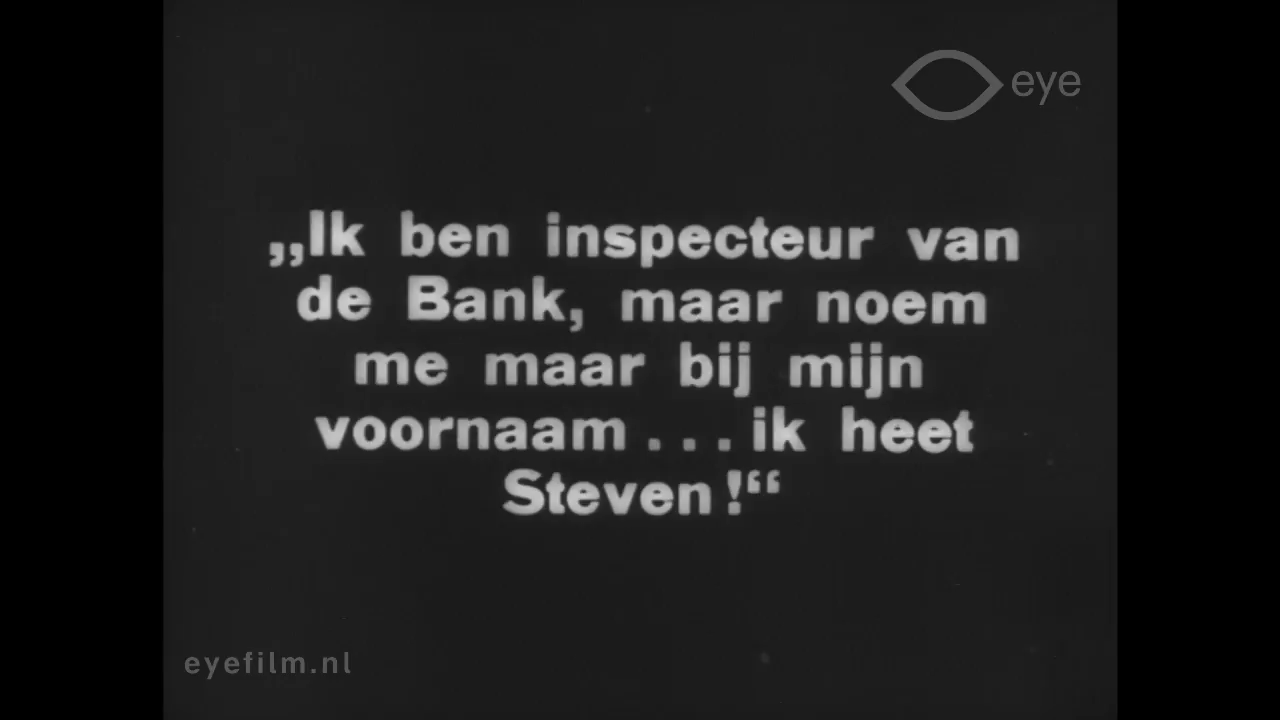 eye
„Ik ben inspecteur van
de Bank, maar noem
me maar bij mijn
voornaam . . . ik heet
Steven !“
eyefilm.nl